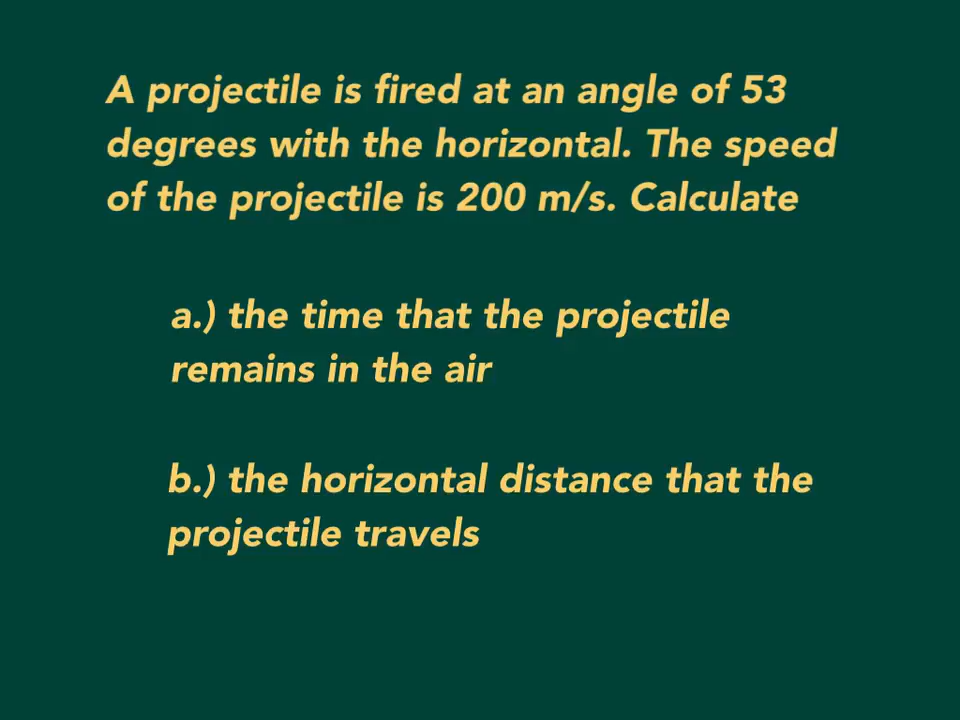 A projectile is fired at an angle of 53
degrees with the horizontal. The speed
of the projectile is 200 m/s. Calculate
a.) the time that the projectile
remains in the air
b.) the horizontal distance that the
projectile travels